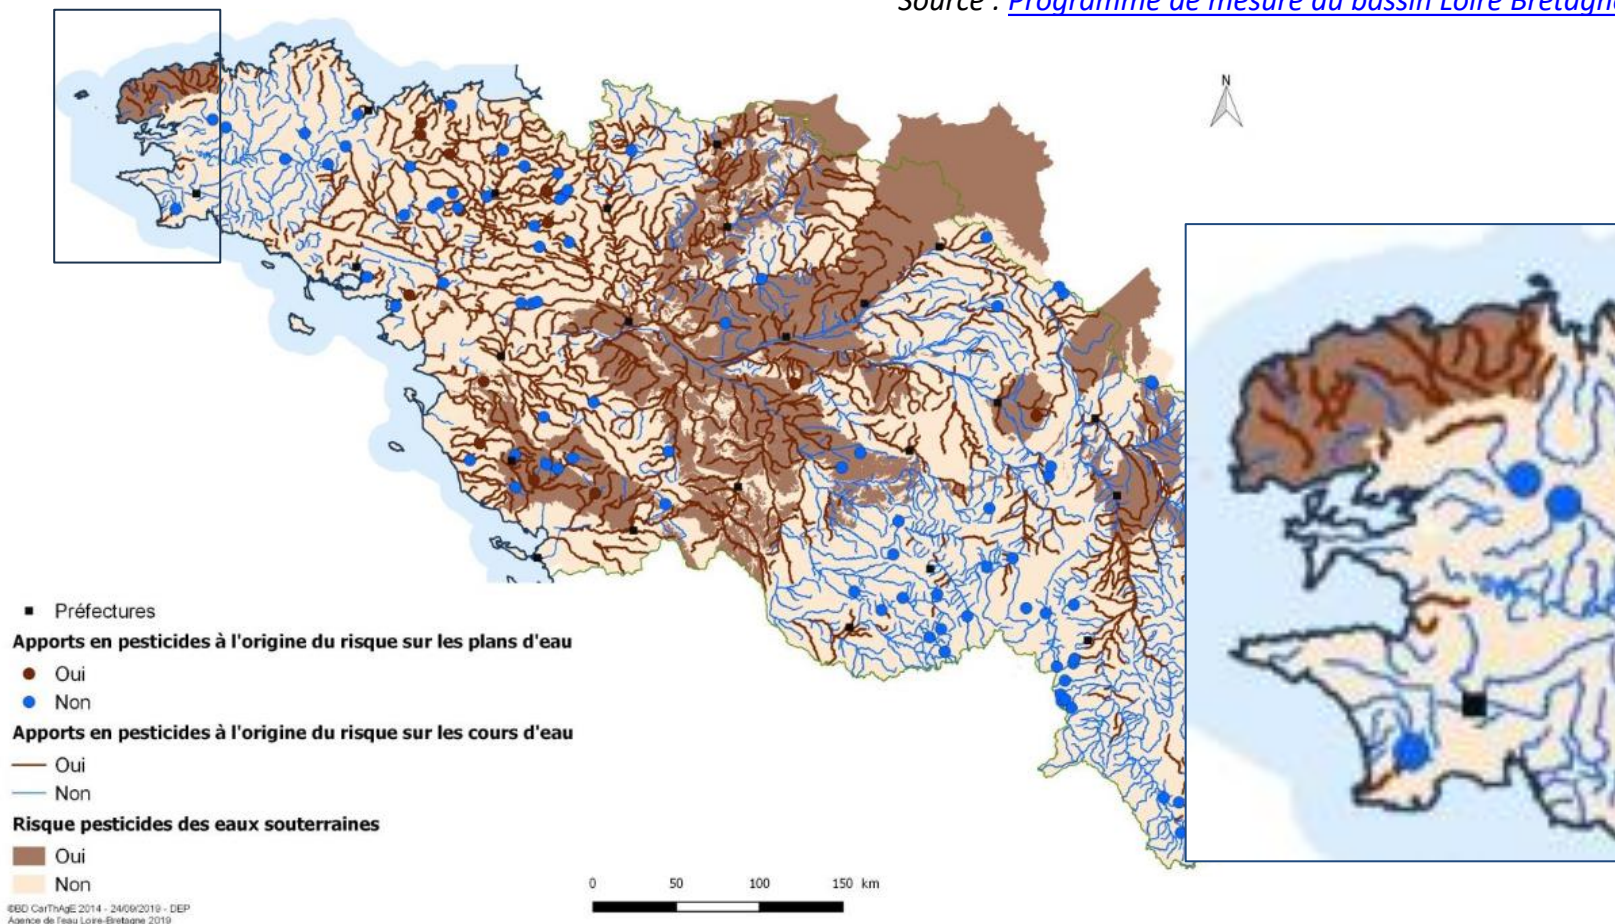 Source : Programme de mesure du bassin Loire Bretagne
N
Préfectures
Apports en pesticides à l'origine du risque sur les plans d'eau
Oui
Non
Apports en pesticides à l'origine du risque sur les cours d'eau
Oui
Non
Risque pesticides des eaux souterraines
Oui
Non
0 50 100 150 km
©BD CarThAgE 2014 - 24/09/2019 - DEP
Agence de l'eau Loire-Bretagne 2019